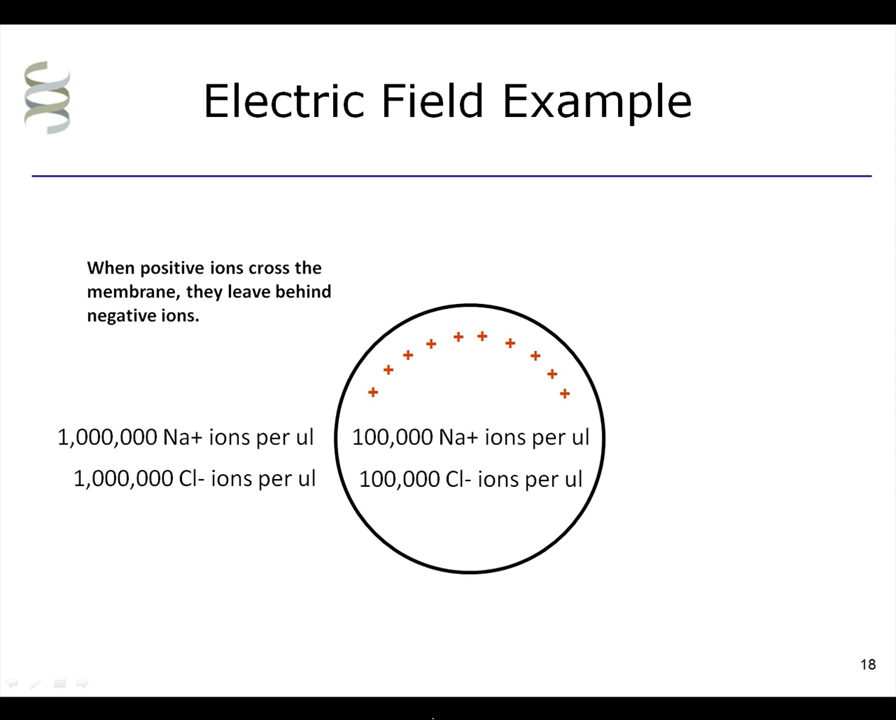 Electric Field Example
When positive ions cross the
membrane, they leave behind
negative ions.
+ + + + + + + + + + +
1,000,000 Na+ ions per ul
100,000 Na+ ions per ul
1,000,000 Cl- ions per ul
100,000 Cl- ions per ul
18